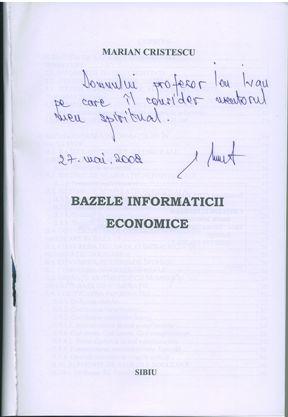 MARIAN CRISTESCU
Domnului profesor Ion Ivan
pe care îl consider mentorul
meu spiritual.
27. mai. 2008
BAZELE INFORMATICII
ECONOMICE
SIBIU